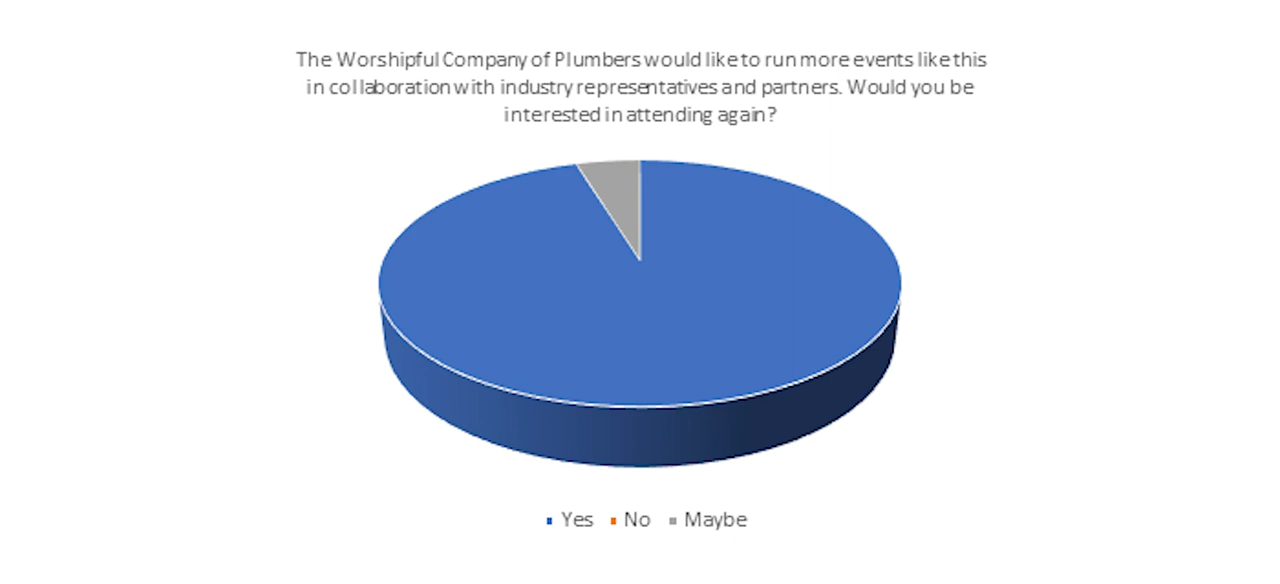 The Worshipful Company of Plumbers would like to run more events like this
in collaboration with industry representatives and partners. Would you be
interested in attending again?
Yes No Maybe